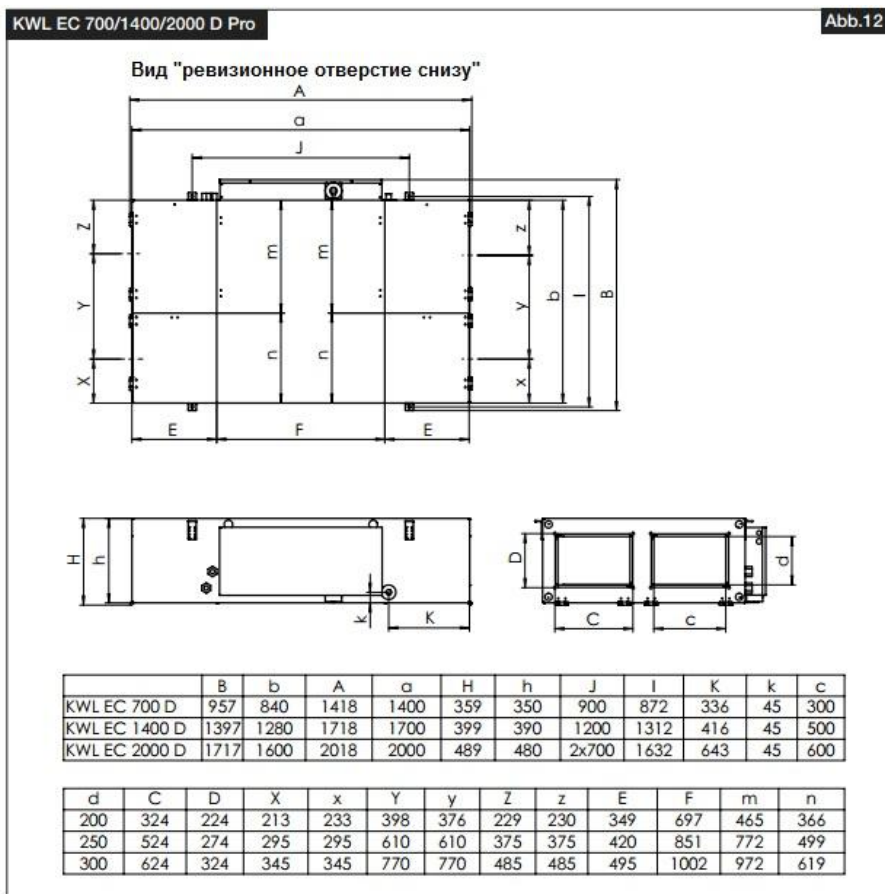 KWL EC 700/1400/2000 D Pro
Abb.12
Вид "ревизионное отверстие снизу"
A
a
J
Z m m z
Y y b I B
X n n x
E F E
H h k K
D C c d
B b A a H h J I K k c
KWL EC 700 D 957 840 1418 1400 359 350 900 872 336 45 300
KWL EC 1400 D 1397 1280 1718 1700 399 390 1200 1312 416 45 500
KWL EC 2000 D 1717 1600 2018 2000 489 480 2x700 1632 643 45 600
d C D X x Y y Z z E F m n
200 324 224 213 233 398 376 229 230 349 697 465 366
250 524 274 295 295 610 610 375 375 420 851 772 499
300 624 324 345 345 770 770 485 485 495 1002 972 619